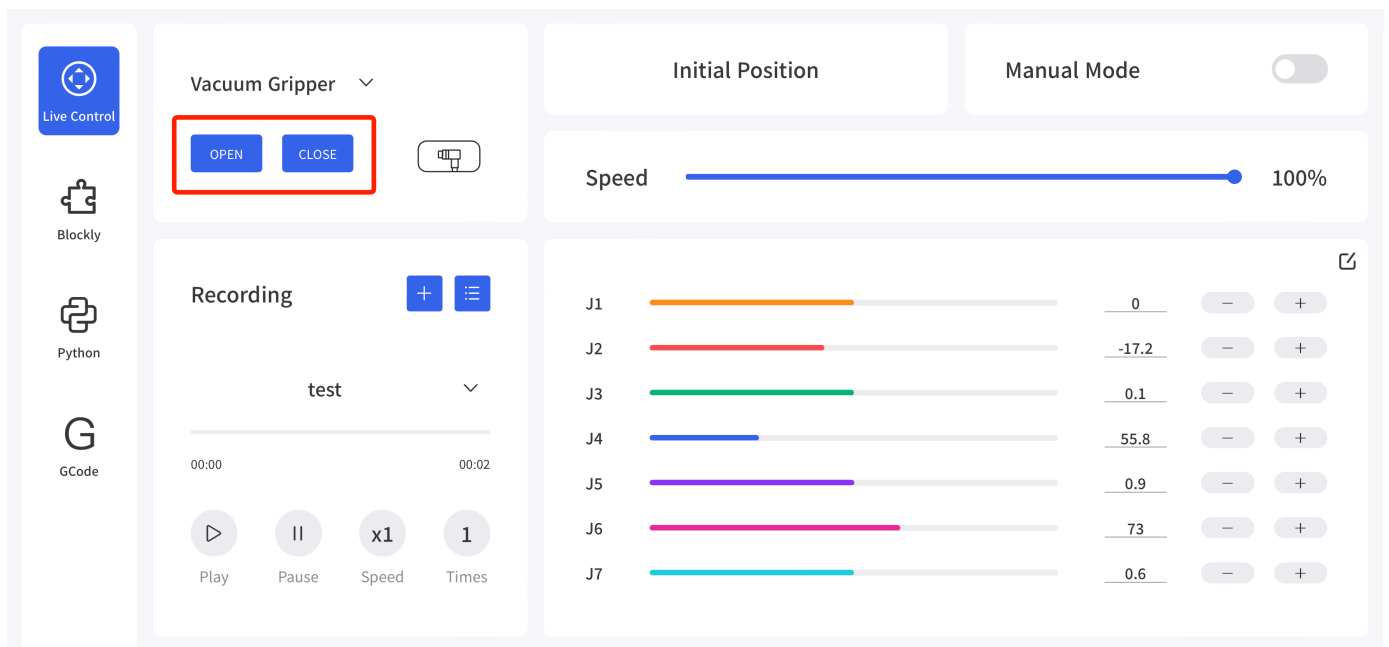 Live Control
Blockly
Python
GCode
Vacuum Gripper
OPEN CLOSE
Initial Position
Manual Mode
Speed 100%
Recording
test
00:00 00:02
x1 1
Play Pause Speed Times
J1 0
J2 -17.2
J3 0.1
J4 55.8
J5 0.9
J6 73
J7 0.6